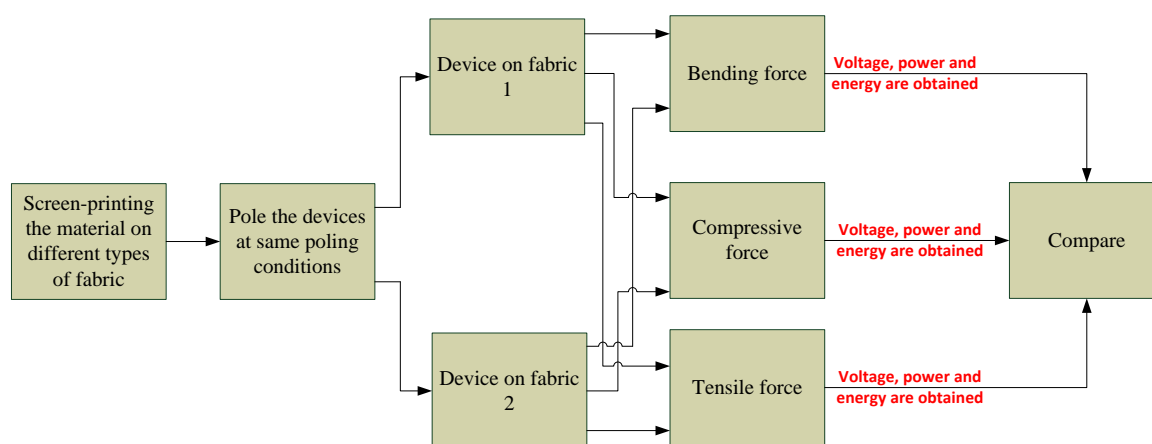 Screen-printing
the material on
different types
of fabric
Pole the devices
at same poling
conditions
Device on fabric
1
Device on fabric
2
Bending force
Compressive
force
Tensile force
Voltage, power and
energy are obtained
Voltage, power and
energy are obtained
Voltage, power and
energy are obtained
Compare